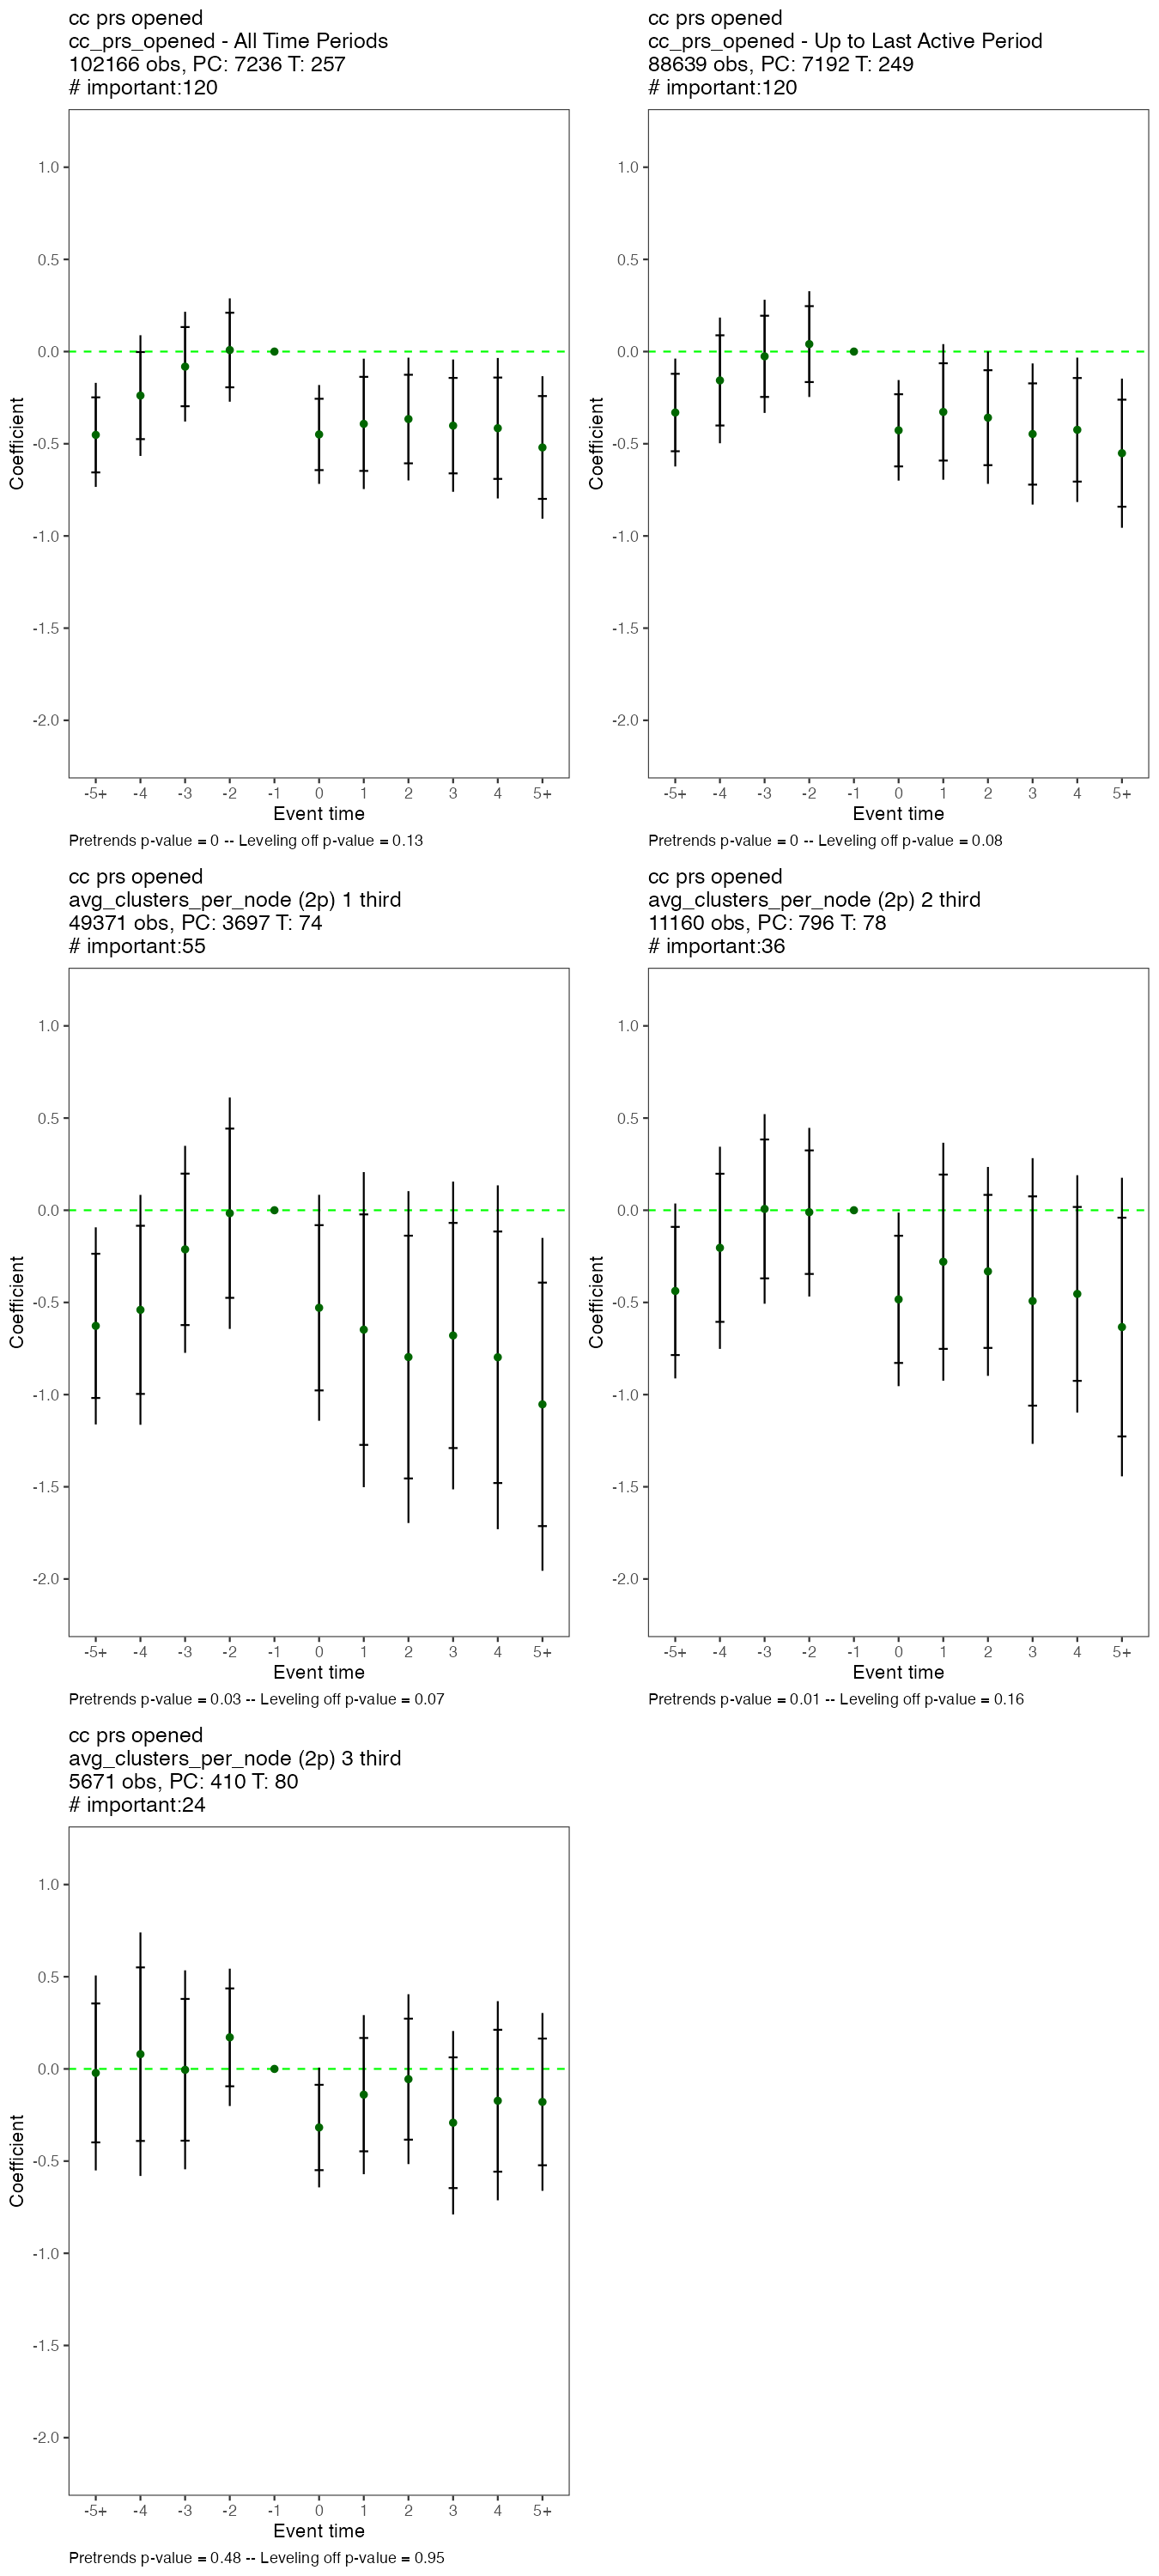 cc prs opened
cc_prs_opened - All Time Periods
102166 obs, PC: 7236 T: 257
# important:120
1.0
0.5
0.0
-0.5
-1.0
-1.5
-2.0
Coefficient
-5+ -4 -3 -2 -1 0 1 2 3 4 5+
Event time
Pretrends p-value = 0 -- Leveling off p-value = 0.13
cc prs opened
cc_prs_opened - Up to Last Active Period
88639 obs, PC: 7192 T: 249
# important:120
1.0
0.5
0.0
-0.5
-1.0
-1.5
-2.0
Coefficient
-5+ -4 -3 -2 -1 0 1 2 3 4 5+
Event time
Pretrends p-value = 0 -- Leveling off p-value = 0.08
cc prs opened
avg_clusters_per_node (2p) 1 third
49371 obs, PC: 3697 T: 74
# important:55
1.0
0.5
0.0
-0.5
-1.0
-1.5
-2.0
Coefficient
-5+ -4 -3 -2 -1 0 1 2 3 4 5+
Event time
Pretrends p-value = 0.03 -- Leveling off p-value = 0.07
cc prs opened
avg_clusters_per_node (2p) 2 third
11160 obs, PC: 796 T: 78
# important:36
1.0
0.5
0.0
-0.5
-1.0
-1.5
-2.0
Coefficient
-5+ -4 -3 -2 -1 0 1 2 3 4 5+
Event time
Pretrends p-value = 0.01 -- Leveling off p-value = 0.16
cc prs opened
avg_clusters_per_node (2p) 3 third
5671 obs, PC: 410 T: 80
# important:24
1.0
0.5
0.0
-0.5
-1.0
-1.5
-2.0
Coefficient
-5+ -4 -3 -2 -1 0 1 2 3 4 5+
Event time
Pretrends p-value = 0.48 -- Leveling off p-value = 0.95